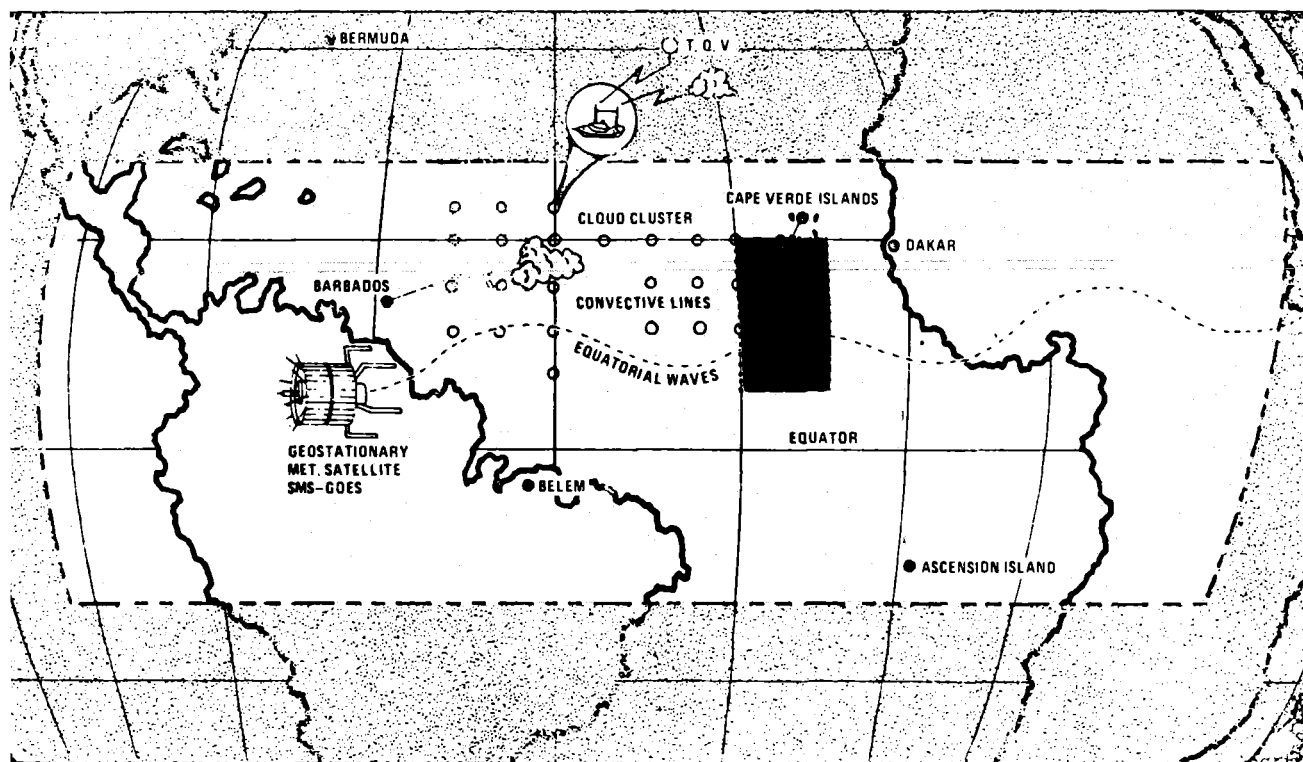 BERMUDA
T.Q.V.
CAPE VERDE ISLANDS
CLOUD CLUSTER
DAKAR
BARBADOS
CONVECTIVE LINES
EQUATORIAL WAVES
EQUATOR
GEOSTATIONARY
MET. SATELLITE
SMS-GOES
BELEM
ASCENSION ISLAND